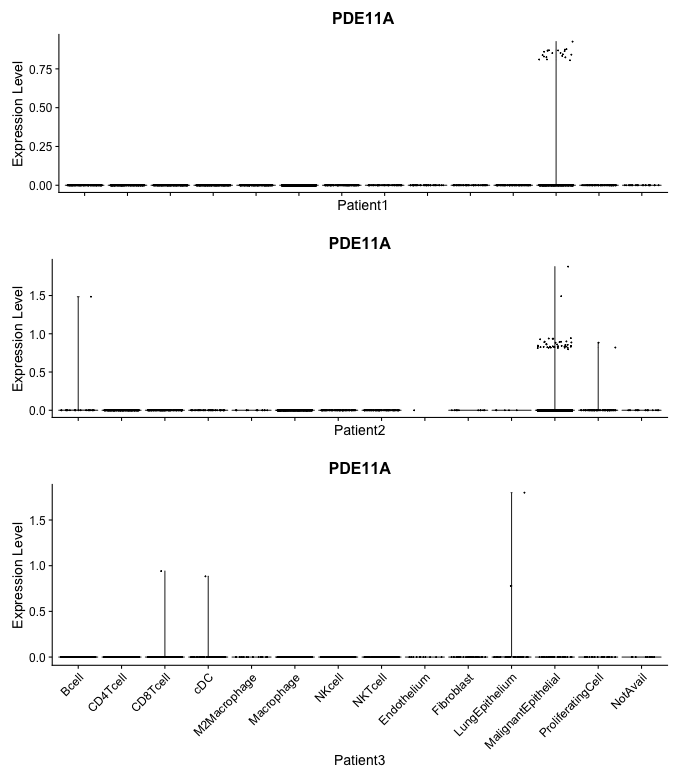 PDE11A
Expression Level
0.75
0.50
0.25
0.00
Patient1
PDE11A
Expression Level
1.5
1.0
0.5
0.0
Patient2
PDE11A
Expression Level
1.5
1.0
0.5
0.0
Bcell
CD4Tcell
CD8Tcell
cDC
M2Macrophage
Macrophage
NKcell
NKTcell
Endothelium
Fibroblast
LungEpithelium
MalignantEpithelial
ProliferatingCell
NotAvail
Patient3